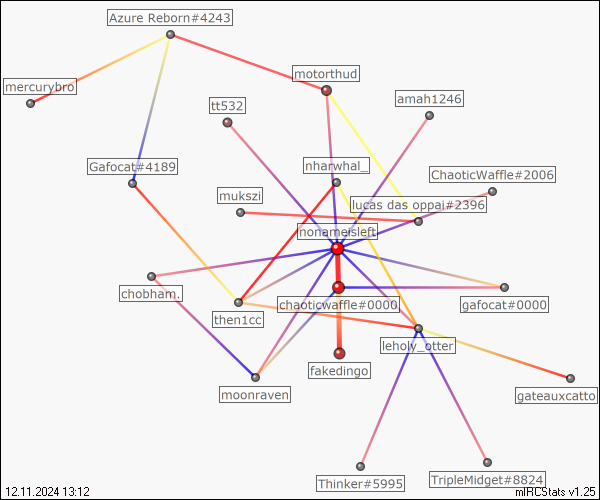 Azure Reborn#4243
motorthud
mercurybro
amah1246
tt532
nharwhal_
Gafocat#4189
ChaoticWaffle#2006
mukszi
lucas das oppai#2396
nonameisleft
chobham.
chaoticwaffle#0000
gafocat#0000
then1cc
leholy_otter
fakedingo
moonraven
gateauxcatto
Thinker#5995
TripleMidget#8824
12.11.2024 13:12
mIRCStats v1.25